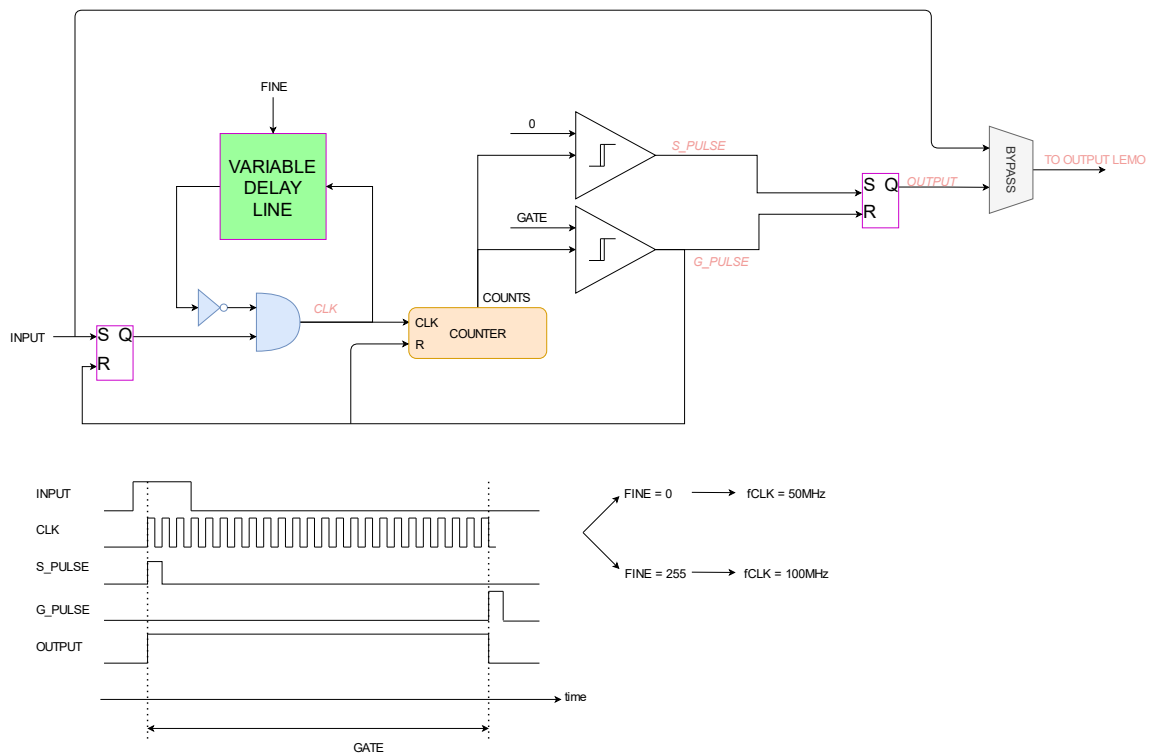 FINE
VARIABLE
DELAY
LINE
0
S_PULSE
GATE
G_PULSE
S Q
R
OUTPUT
BYPASS
TO OUTPUT LEMO
CLK
COUNTS
INPUT
S Q
R
CLK
COUNTER
R
INPUT
CLK
S_PULSE
G_PULSE
OUTPUT
time
GATE
FINE = 0
fCLK = 50MHz
FINE = 255
fCLK = 100MHz